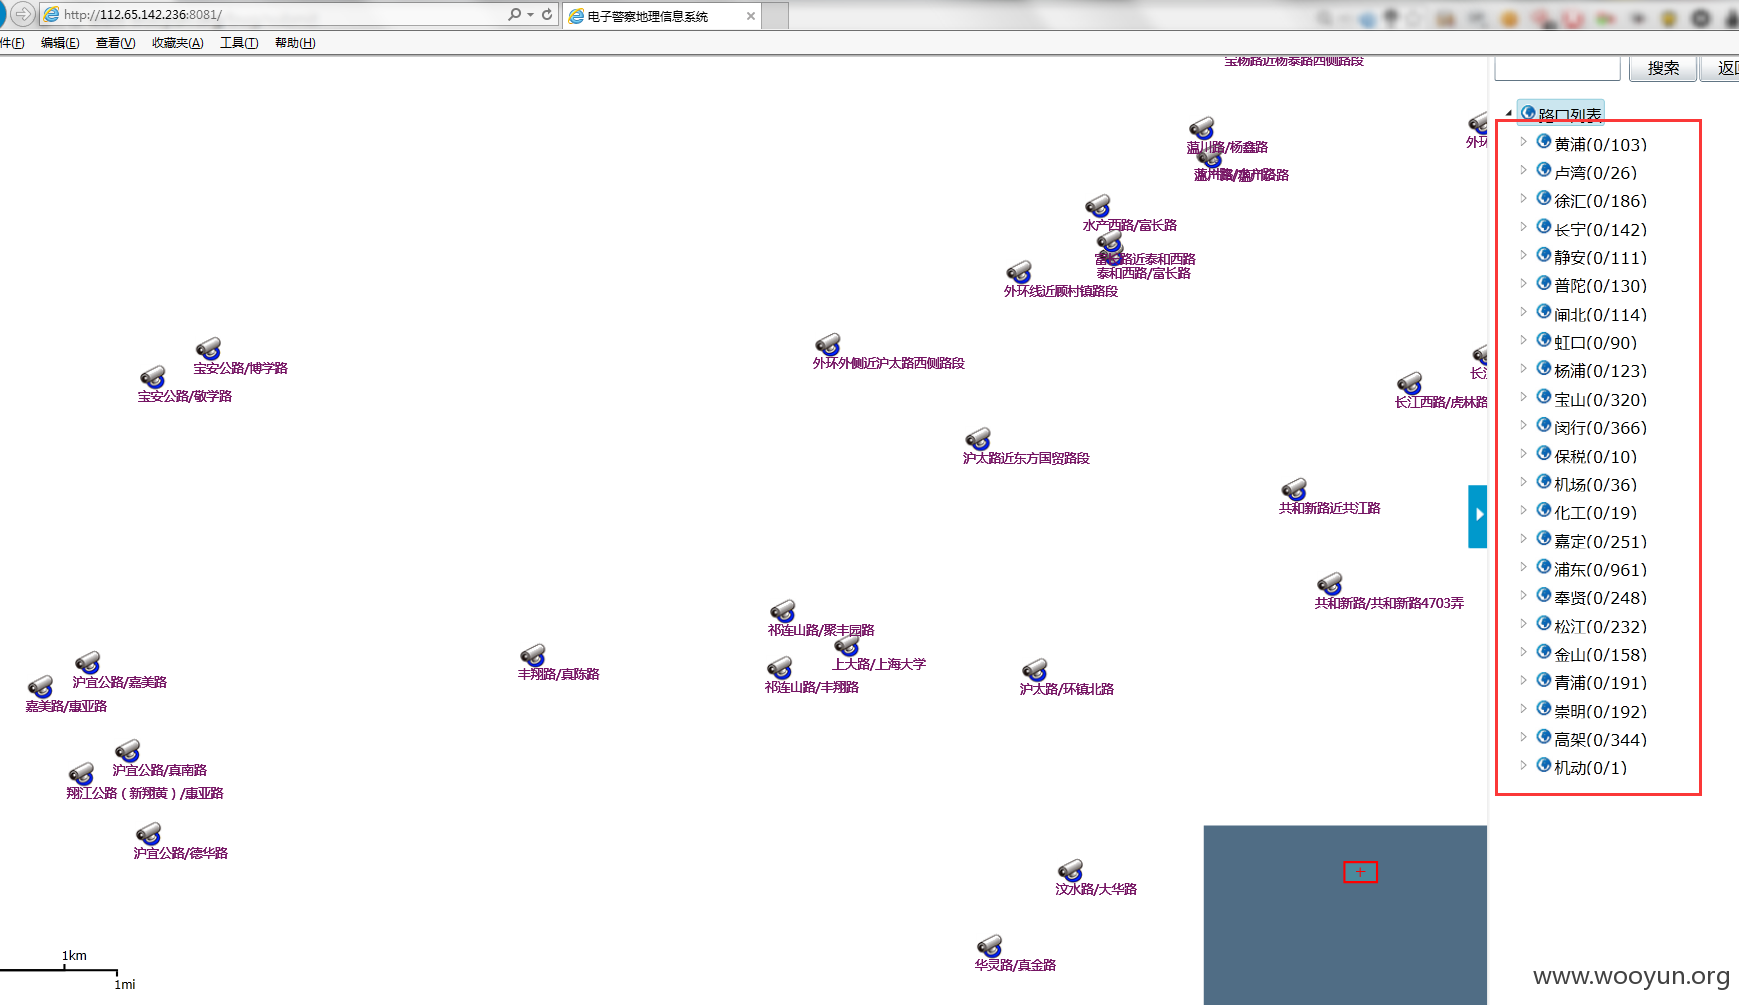 http://112.65.142.236:8081/
电子警察地理信息系统
件(F) 编辑(E) 查看(V) 收藏夹(A) 工具(T) 帮助(H)
宝杨路近杨泰路西侧路段
搜索
返回
路口列表
黄浦(0/103)
卢湾(0/26)
徐汇(0/186)
长宁(0/142)
静安(0/111)
普陀(0/130)
闸北(0/114)
虹口(0/90)
杨浦(0/123)
宝山(0/320)
闵行(0/366)
保税(0/10)
机场(0/36)
化工(0/19)
嘉定(0/251)
浦东(0/961)
奉贤(0/248)
松江(0/232)
金山(0/158)
青浦(0/191)
崇明(0/192)
高架(0/344)
机动(0/1)
蕰川路/杨鑫路
外环
水产西路/富长路
富长路近泰和西路
泰和西路/富长路
外环线近顾村镇路段
宝安公路/博学路
外环外侧近沪太路西侧路段
长江
宝安公路/敬学路
长江西路/虎林路
沪太路近东方国贸路段
共和新路近共江路
共和新路/共和新路4703弄
祁连山路/聚丰园路
上大路/上海大学
丰翔路/真陈路
沪宜公路/嘉美路
祁连山路/丰翔路
沪太路/环镇北路
嘉美路/惠亚路
沪宜公路/真南路
翔江公路（新翔黄）/惠亚路
沪宜公路/德华路
汶水路/大华路
华灵路/真金路
1km
1mi
www.wooyun.org